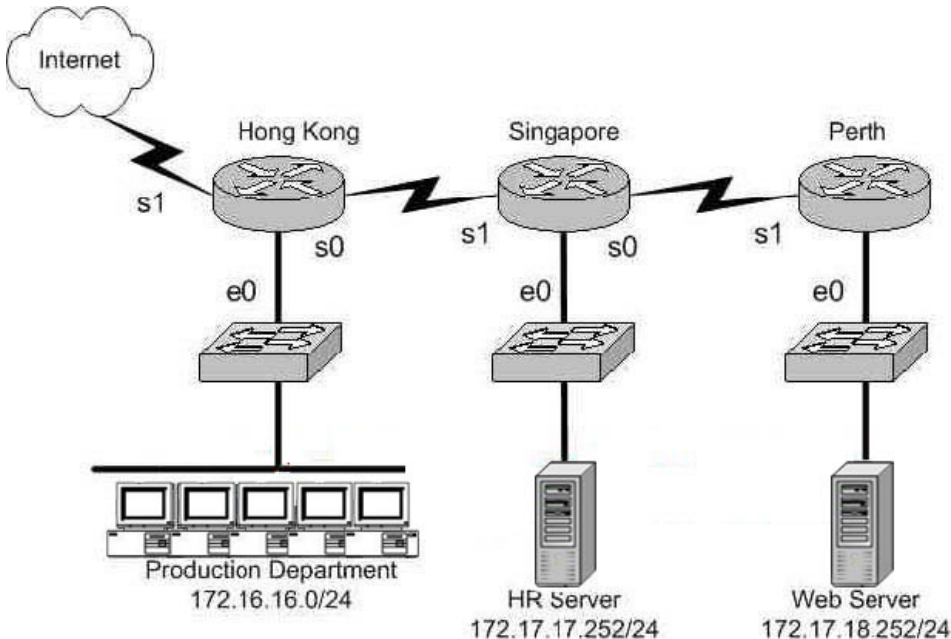 Internet
Hong Kong
Singapore
Perth
s1
s0
s1
s0
s1
e0
e0
e0
Production Department
172.16.16.0/24
HR Server
172.17.17.252/24
Web Server
172.17.18.252/24